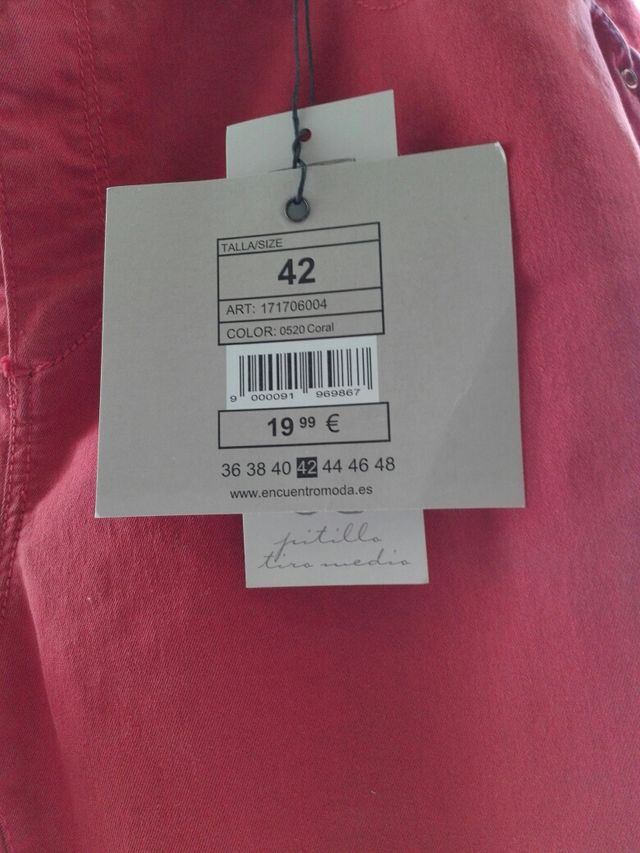 TALLA/SIZE
42
ART: 171706004
COLOR: 0520 Coral
9 000091 969867
19 99 €
36 38 40 42 44 46 48
www.encuentromoda.es
pitillo
tiro medio